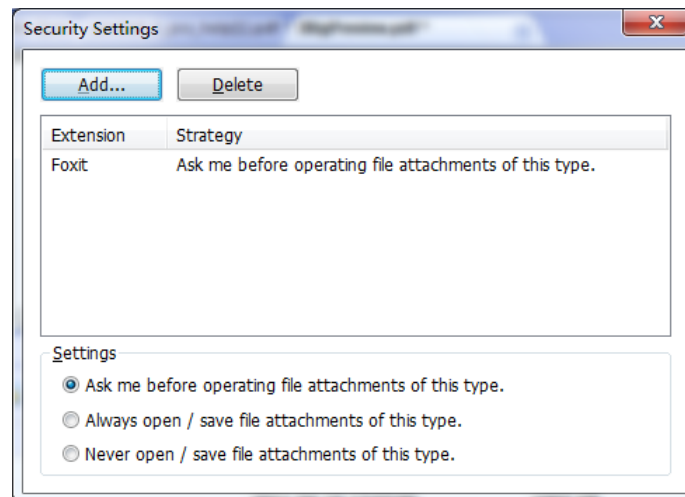 Security Settings
Add... Delete
Extension Strategy
Foxit Ask me before operating file attachments of this type.
Settings
Ask me before operating file attachments of this type.
Always open / save file attachments of this type.
Never open / save file attachments of this type.